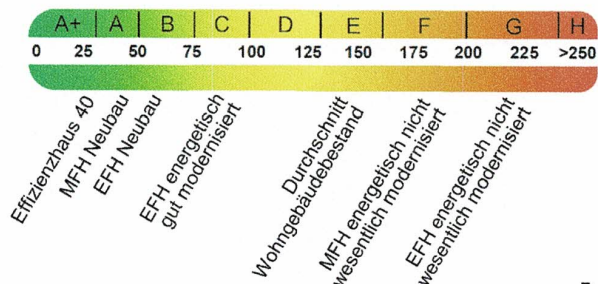 A+ A B C D E F G H
0 25 50 75 100 125 150 175 200 225 >250
Effizienzhaus 40
MFH Neubau
EFH Neubau
EFH energetisch
gut modernisiert
Durchschnitt
Wohngebäudebestand
MFH energetisch nicht
wesentlich modernisiert
EFH energetisch nicht
wesentlich modernisiert